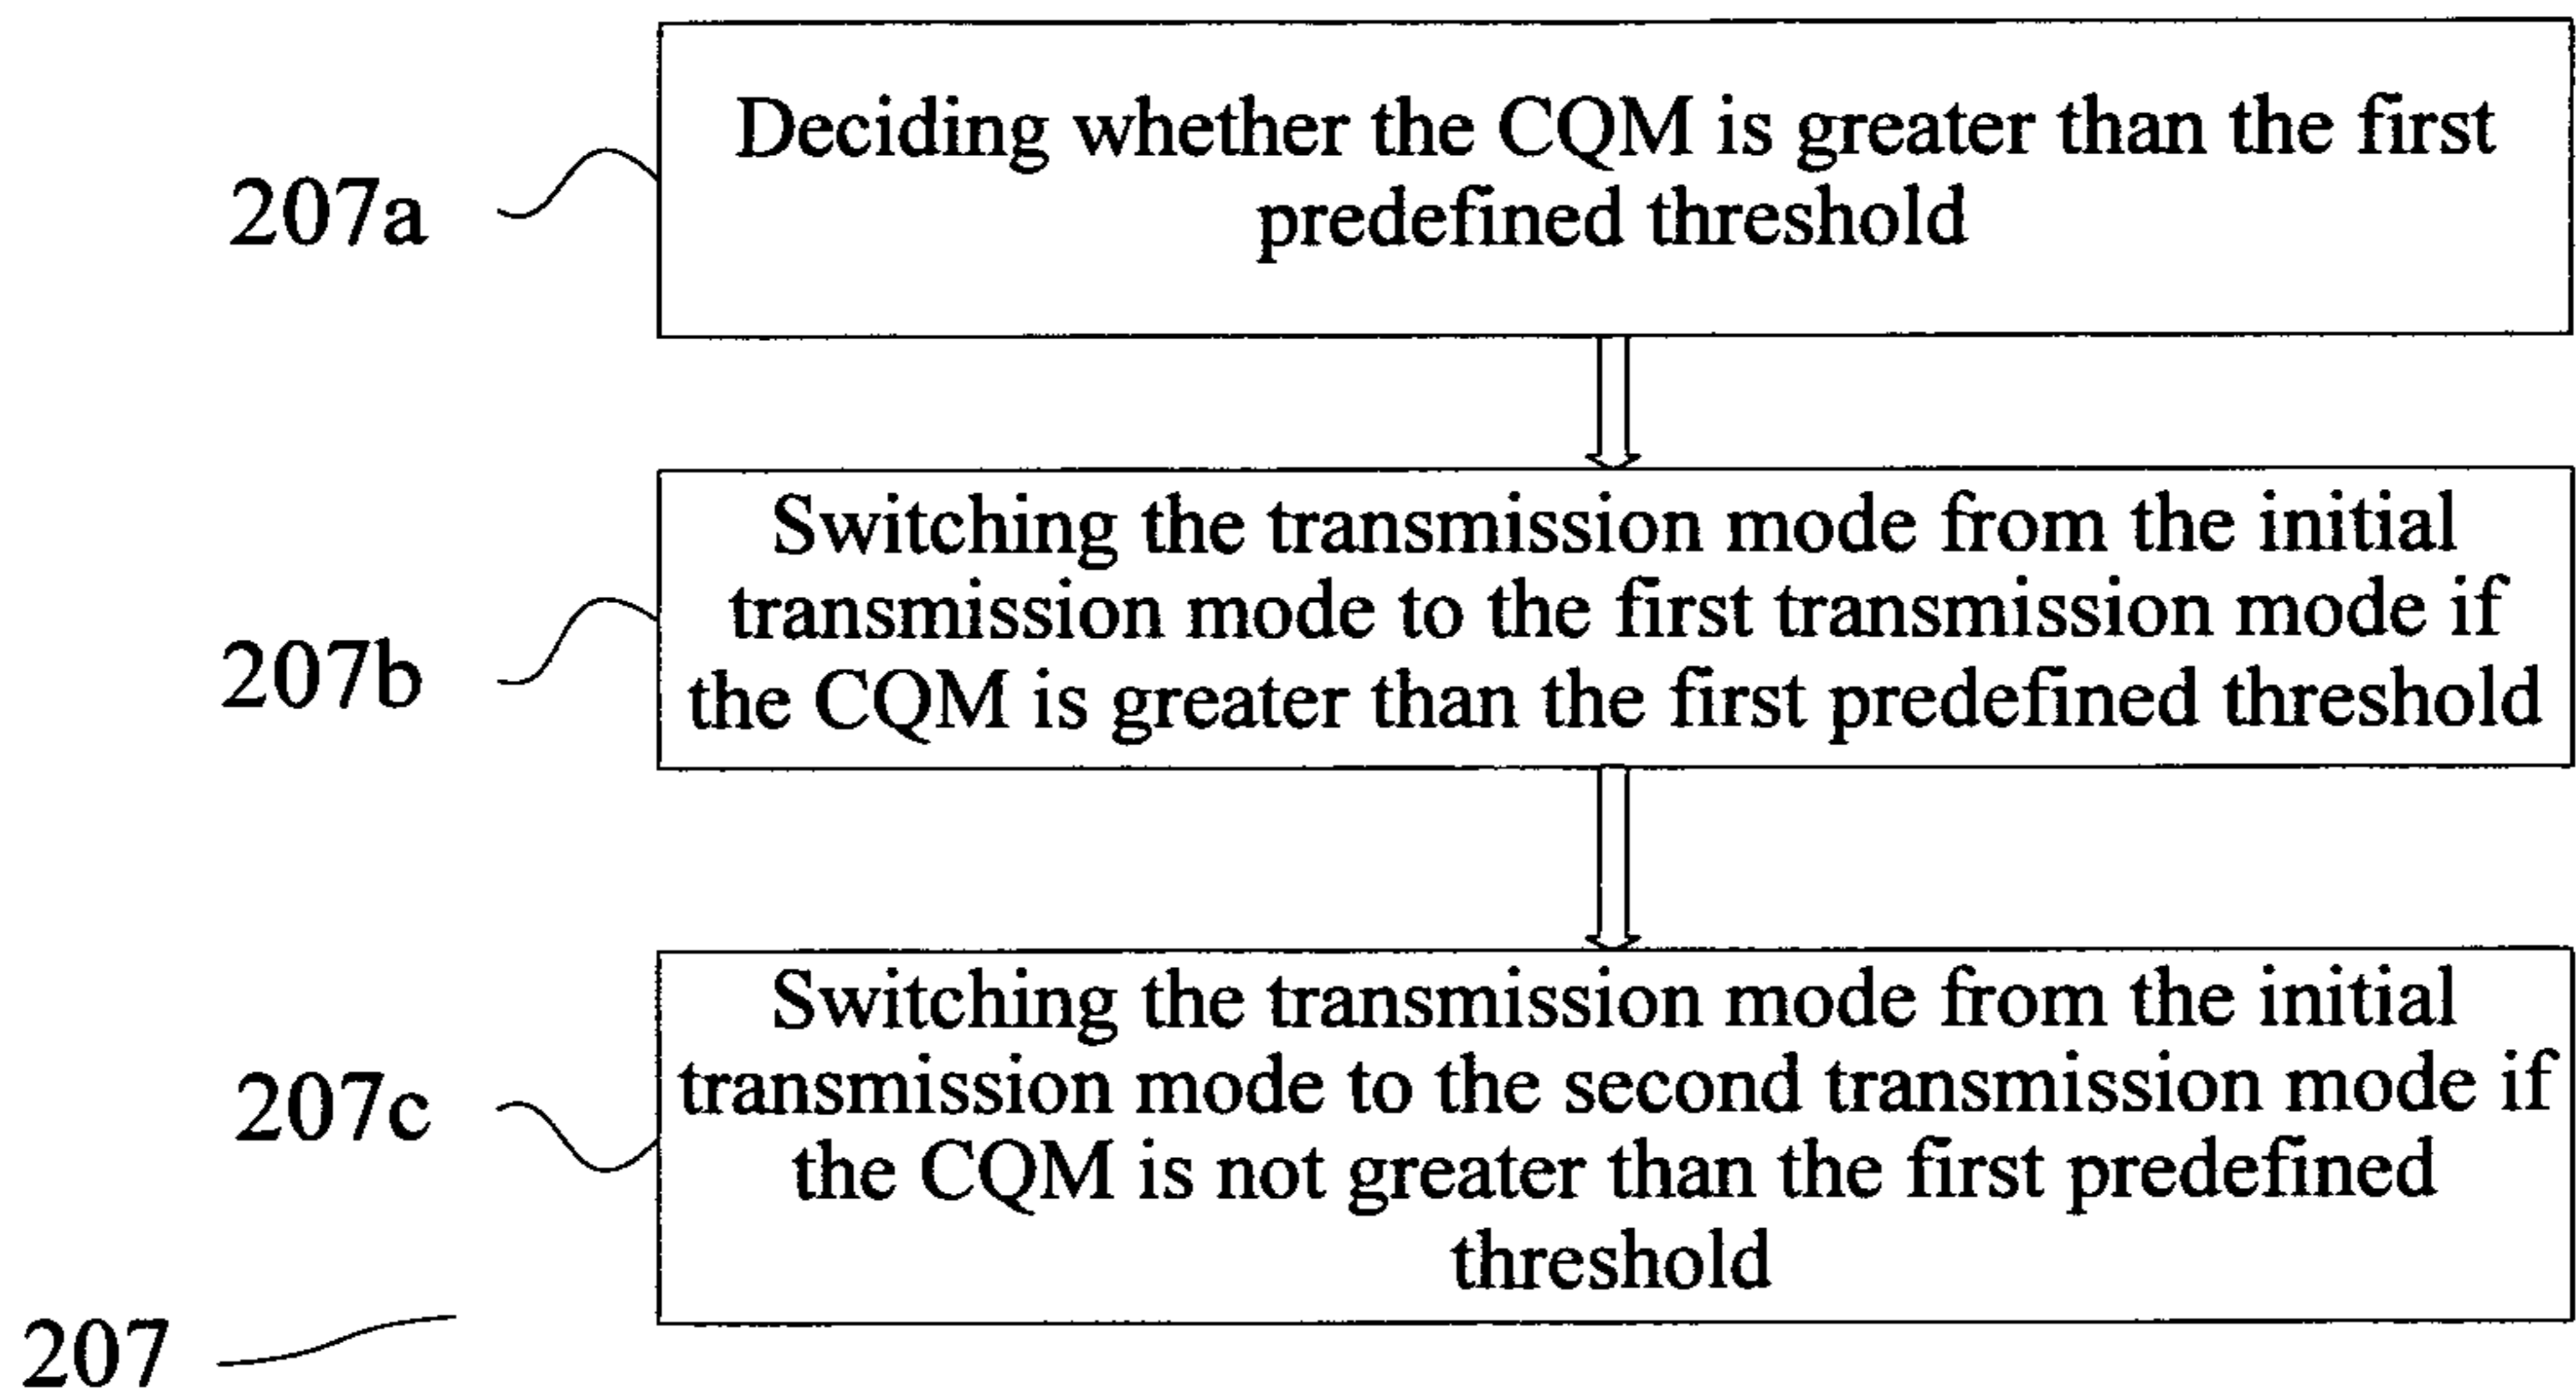 207a
Deciding whether the CQM is greater than the first
predefined threshold
207b
Switching the transmission mode from the initial
transmission mode to the first transmission mode if
the CQM is greater than the first predefined threshold
207c
Switching the transmission mode from the initial
transmission mode to the second transmission mode if
the CQM is not greater than the first predefined
threshold
207